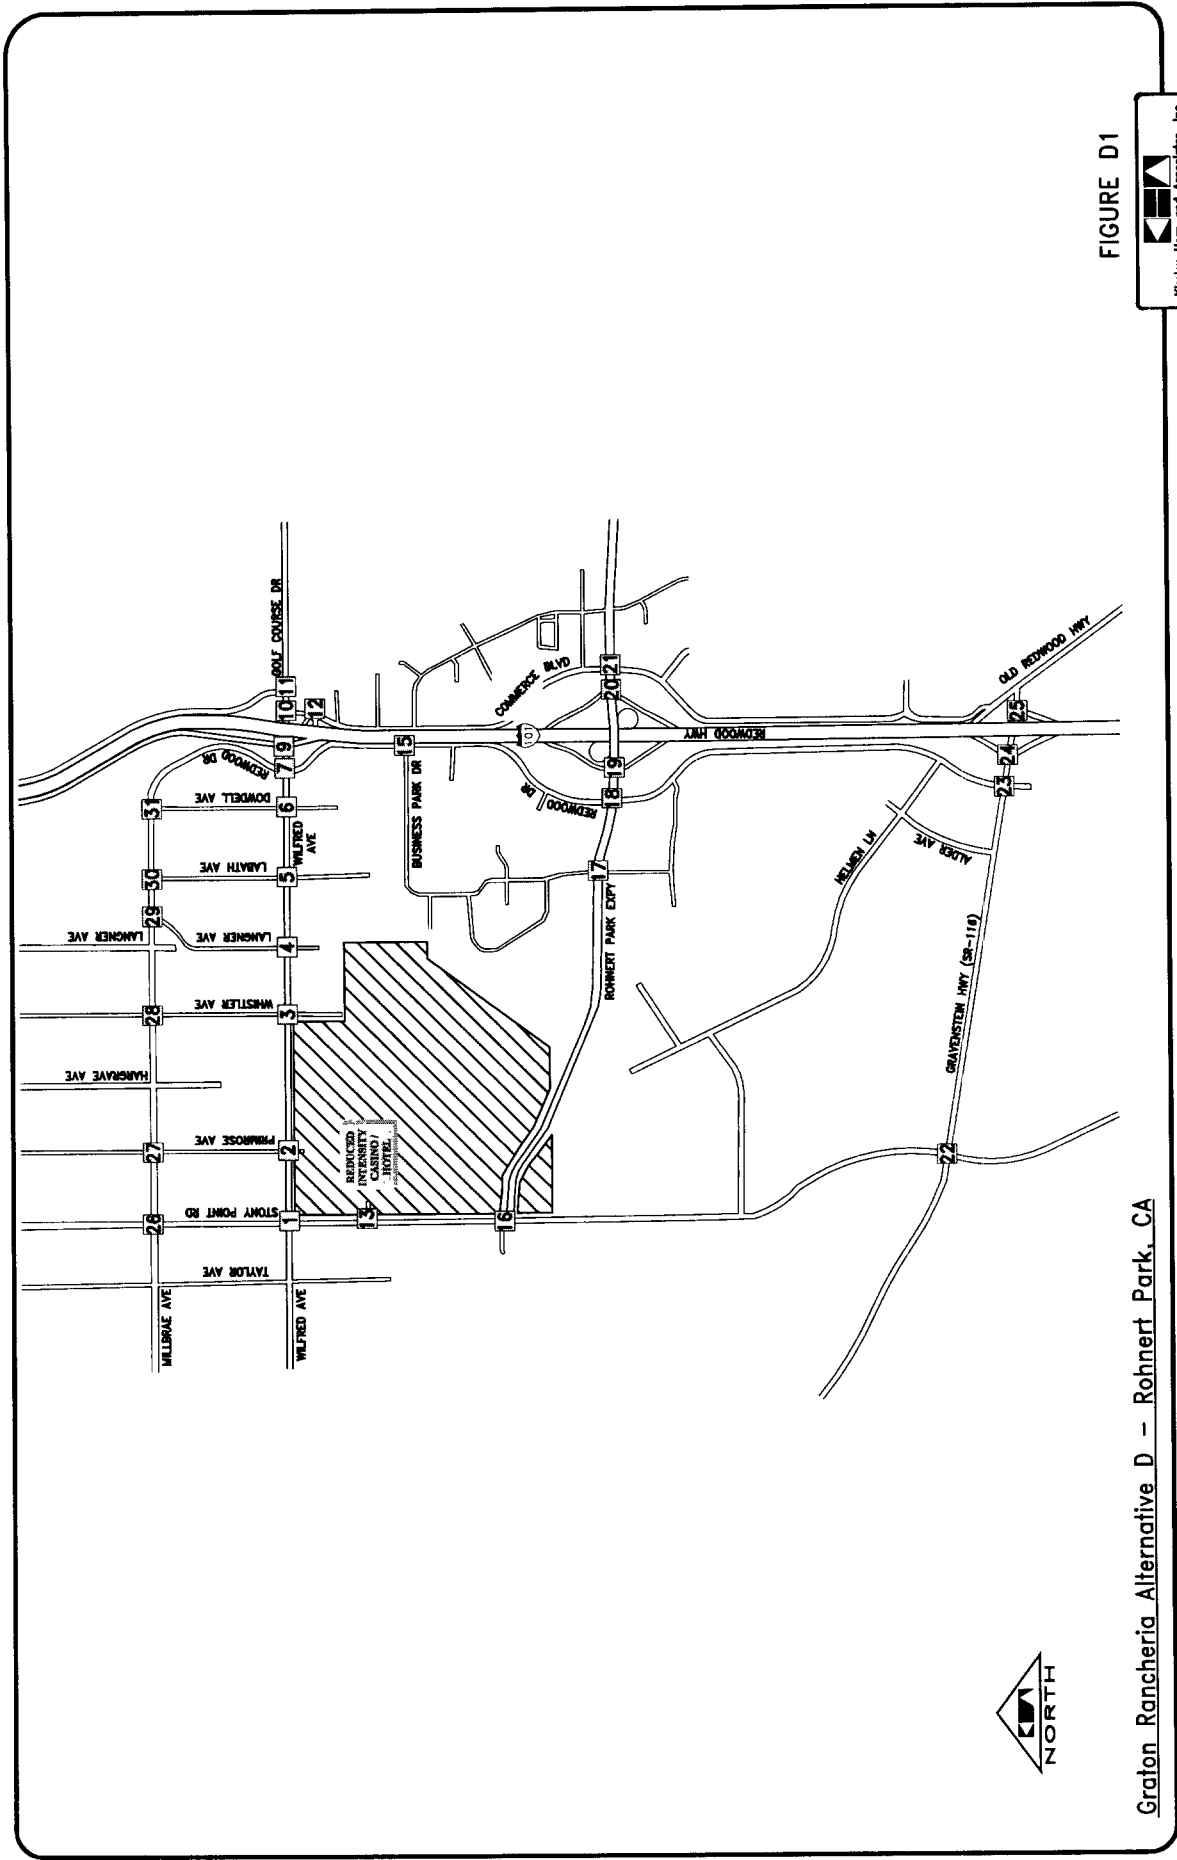 MILLBRAE AVE
TAYLOR AVE
WILFRED AVE
STONY POINT RD
PRIMROSE AVE
HARGRAVE AVE
WHISTLER AVE
LANGNER AVE
LANGNER AVE
LABATH AVE
DOWDELL AVE
REDWOOD DR
WILFRED
AVE
GOLF COURSE DR
26
27
28
29
30
31
1
2
3
4
5
6
7
9
10
11
12
13
15
16
17
18
19
20
21
22
23
24
25
REDUCED
INTENSITY
CASINO /
HOTEL
BUSINESS PARK DR
COMMERCE BLVD
101
REDWOOD HWY
REDWOOD
DR
ROHNERT PARK EXPY
HELMEN LN
ALDER AVE
GRAVENSTEIN HWY (SR-116)
OLD REDWOOD HWY
NORTH
Graton Rancheria Alternative D - Rohnert Park, CA
FIGURE D1